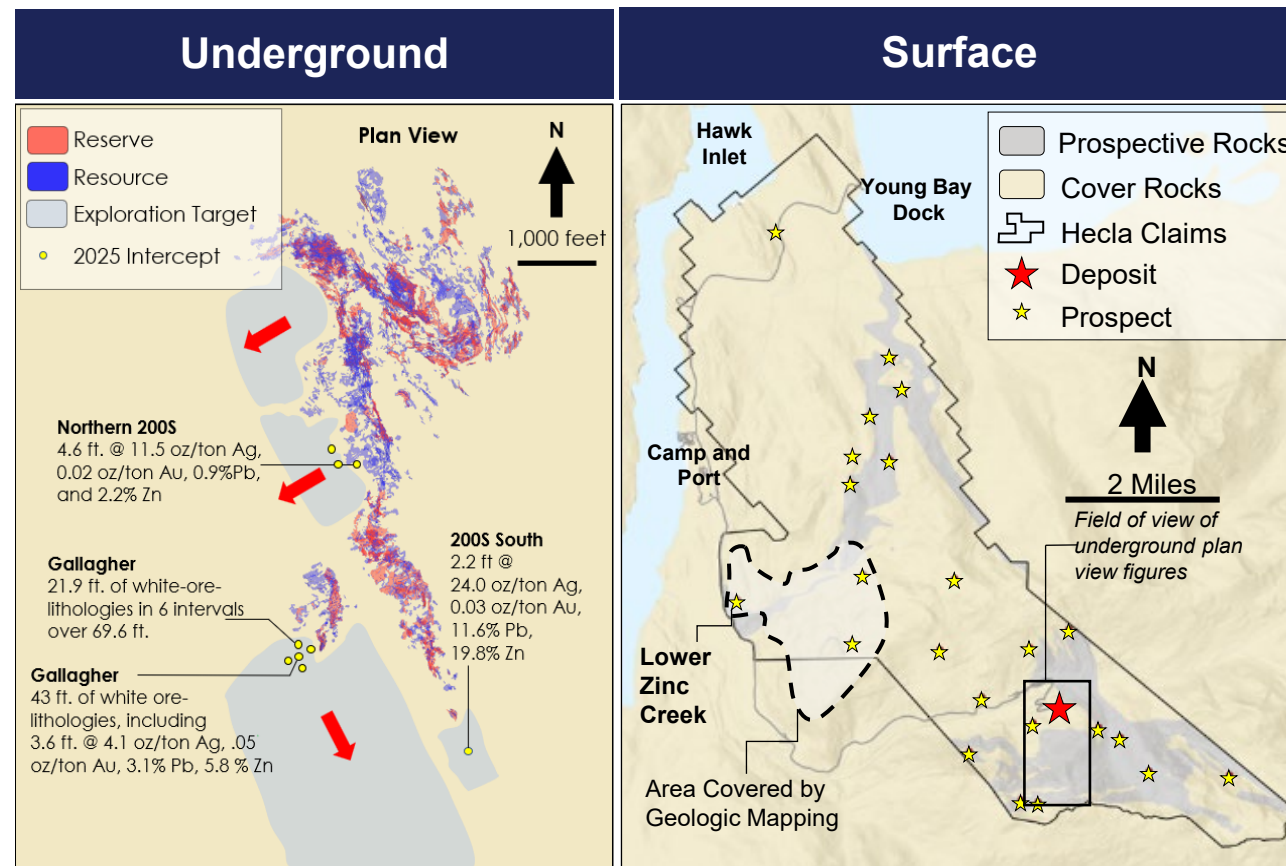 Underground
Surface
Reserve
Resource
Exploration Target
2025 Intercept
Plan View
N
1,000 feet
Northern 200S
4.6 ft. @ 11.5 oz/ton Ag,
0.02 oz/ton Au, 0.9%Pb,
and 2.2% Zn
Gallagher
21.9 ft. of white-ore-
lithologies in 6 intervals
over 69.6 ft.
Gallagher
43 ft. of white ore-
lithologies, including
3.6 ft. @ 4.1 oz/ton Ag, .05
oz/ton Au, 3.1% Pb, 5.8 % Zn
200S South
2.2 ft @
24.0 oz/ton Ag,
0.03 oz/ton Au,
11.6% Pb,
19.8% Zn
Hawk
Inlet
Young Bay
Dock
Prospective Rocks
Cover Rocks
Hecla Claims
Deposit
Prospect
N
2 Miles
Field of view of
underground plan
view figures
Camp and
Port
Lower
Zinc
Creek
Area Covered by
Geologic Mapping